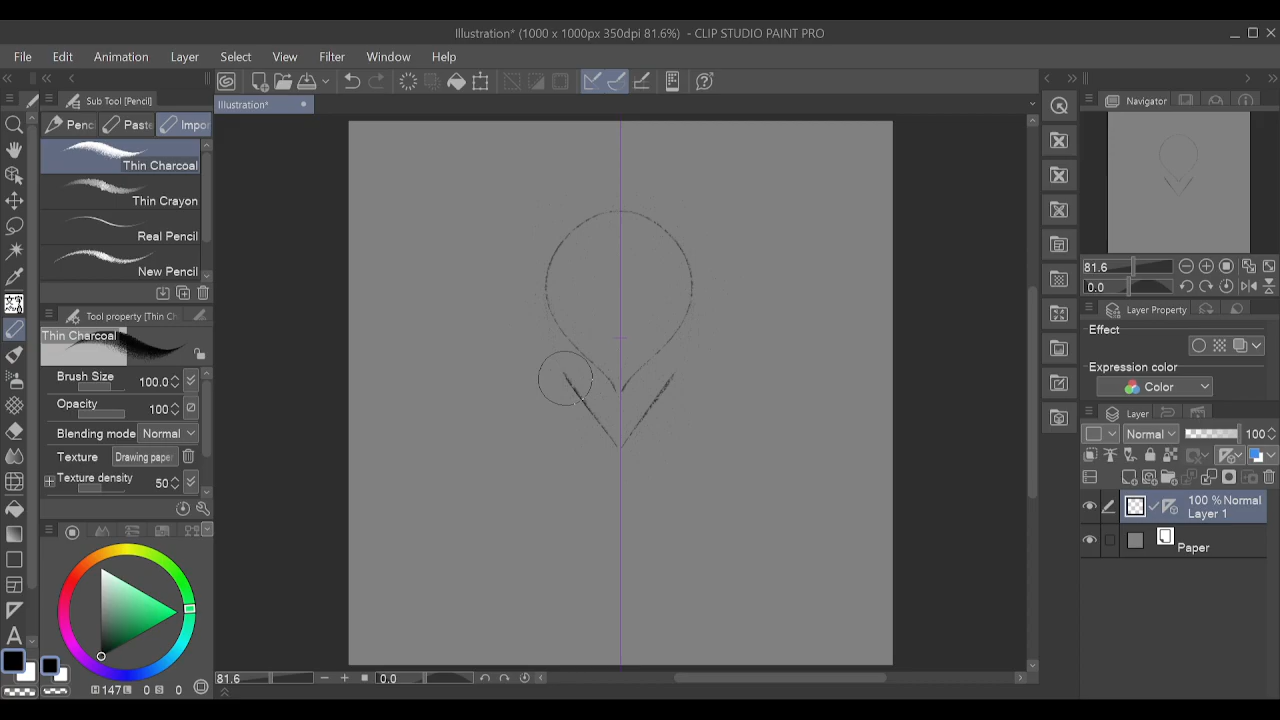 Illustration* (1000 x 1000px 350dpi 81.6%) - CLIP STUDIO PAINT PRO
File Edit Animation Layer Select View Filter Window Help
Sub Tool [Pencil]
Illustration*
Navigator
Penc Paste Impor
Thin Charcoal
Thin Crayon
Real Pencil
New Pencil
81.6
0.0
Tool property [Thin Ch
Layer Property
Thin Charcoal
Effect
Brush Size 100.0
Expression color
Color
Opacity 100
Layer
Blending mode Normal
Normal 100
Texture Drawing paper
Texture density 50
100 % Normal
Layer 1
Paper
A
81.6 0.0
H 147 L 0 S 0